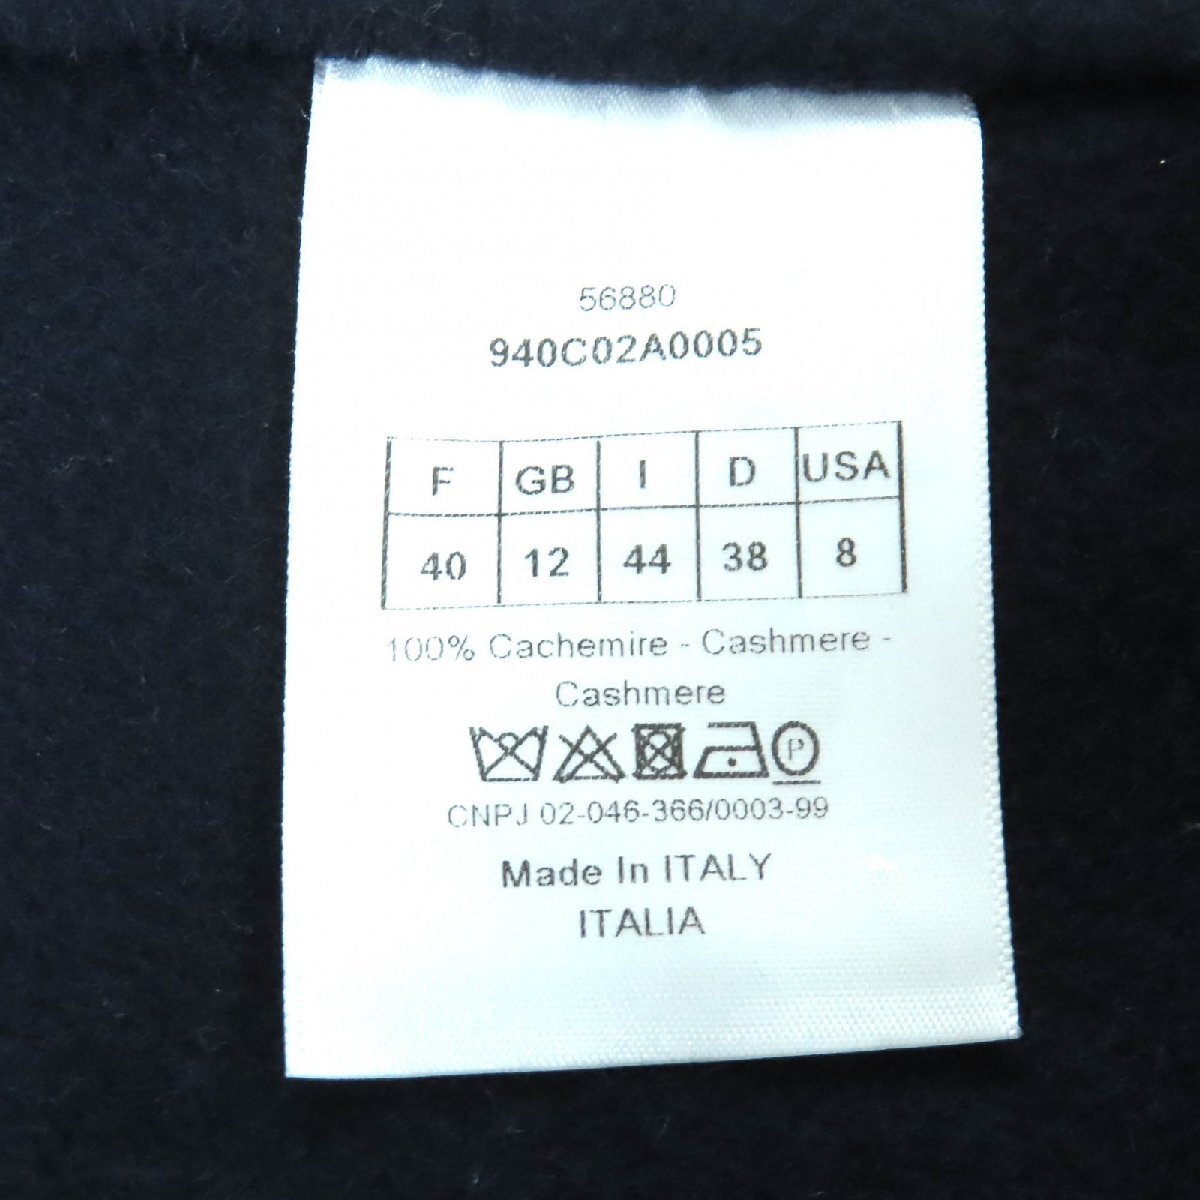 56880
940C02A0005
F GB I D USA
40 12 44 38 8
100% Cachemire - Cashmere -
Cashmere
P
CNPJ 02-046-366/0003-99
Made In ITALY
ITALIA